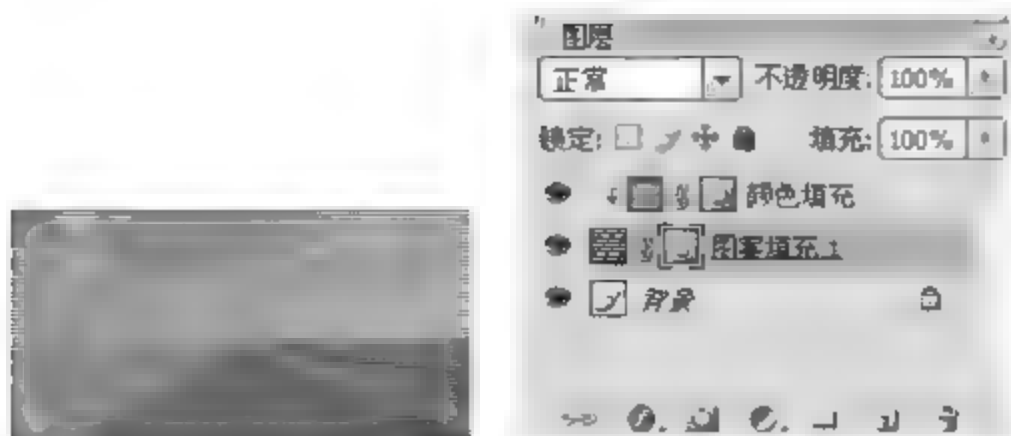 图层
正常 不透明度: 100%
锁定: 填充: 100%
颜色填充
图案填充 1
背景